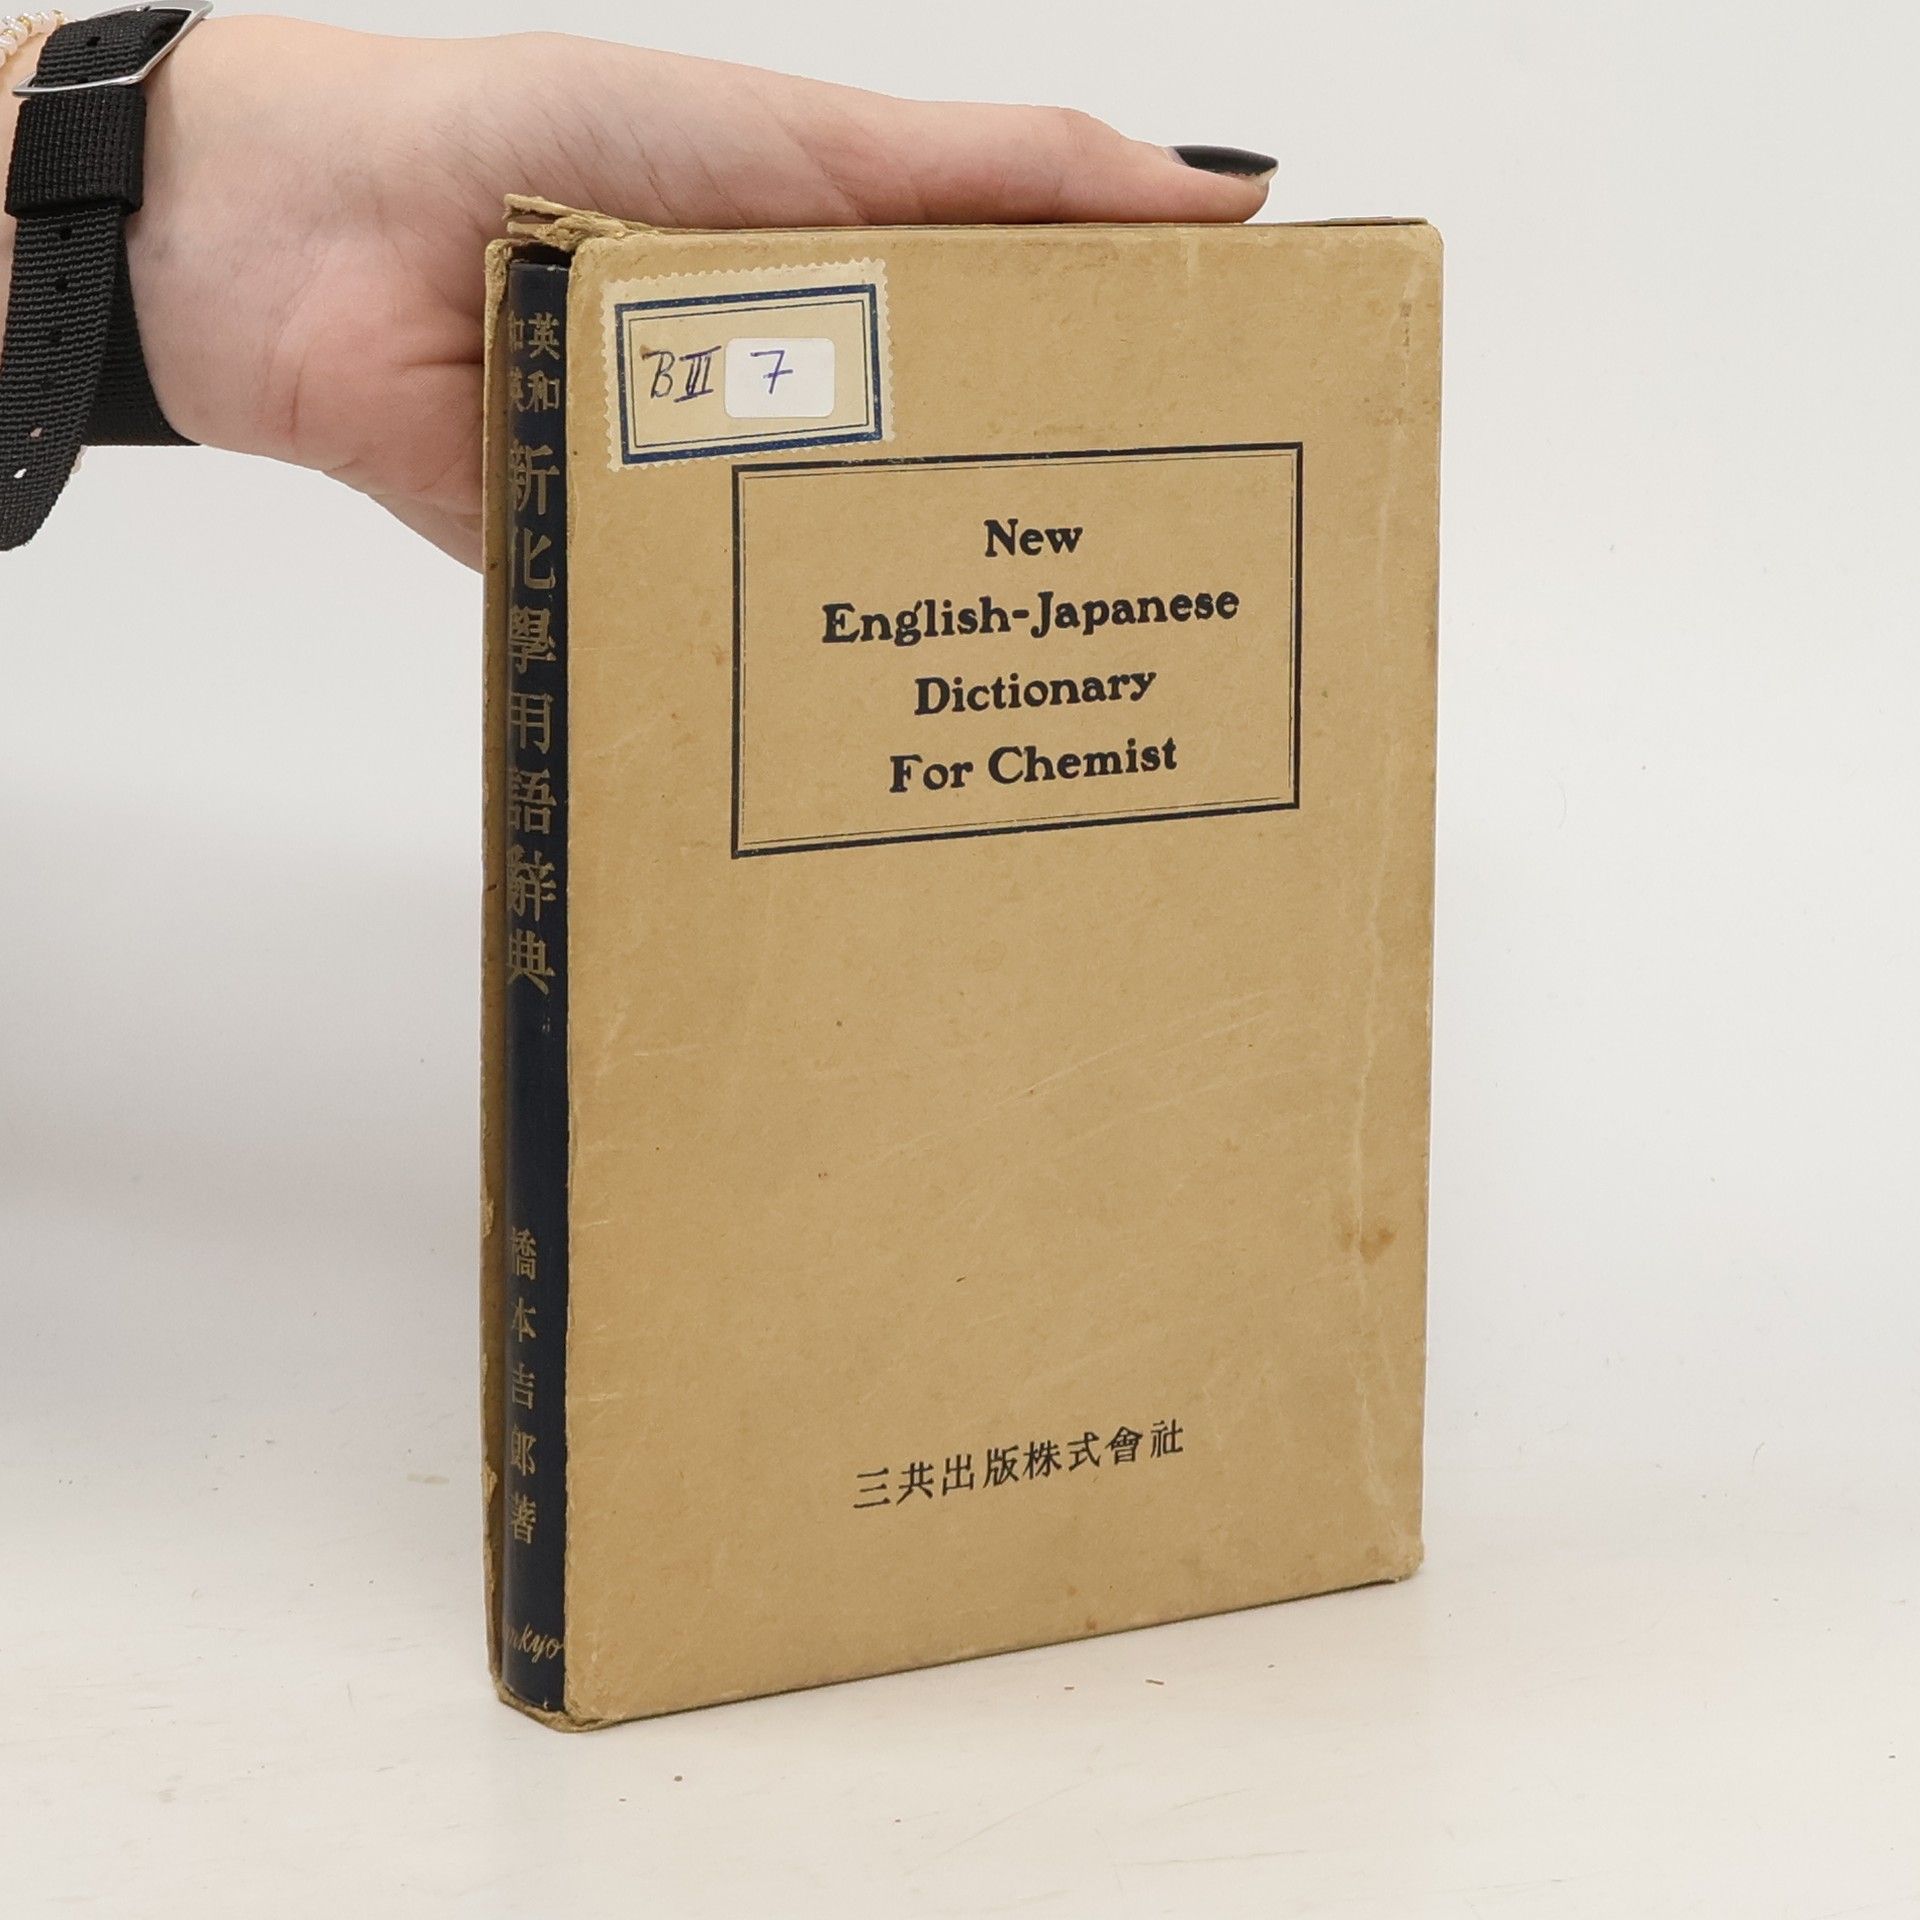 BIII 7
New
English-Japanese
Dictionary
For Chemist
三共出版株式會社
英和
和英
新化學用語辭典
橋本吉郎著